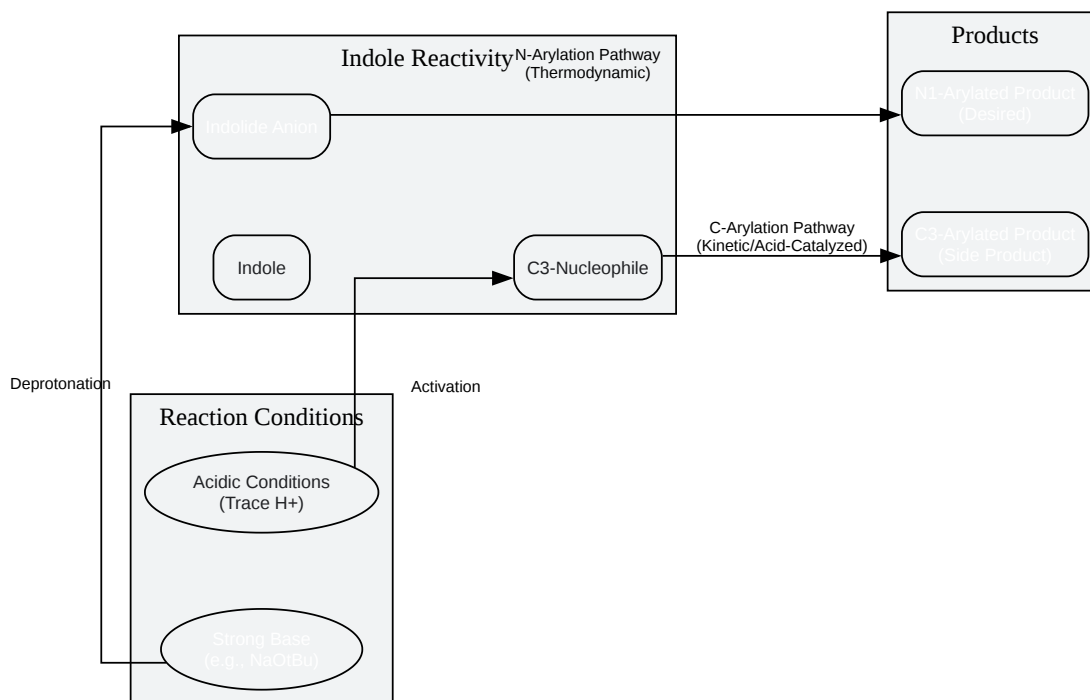 Products
Indole Reactivity
N-Arylation Pathway
(Thermodynamic)
N1-Arylated Product
(Desired)
Indolide Anion
C-Arylation Pathway
(Kinetic/Acid-Catalyzed)
C3-Arylated Product
(Side Product)
Indole
C3-Nucleophile
Deprotonation
Activation
Reaction Conditions
Acidic Conditions
(Trace H+)
Strong Base
(e.g., NaOtBu)